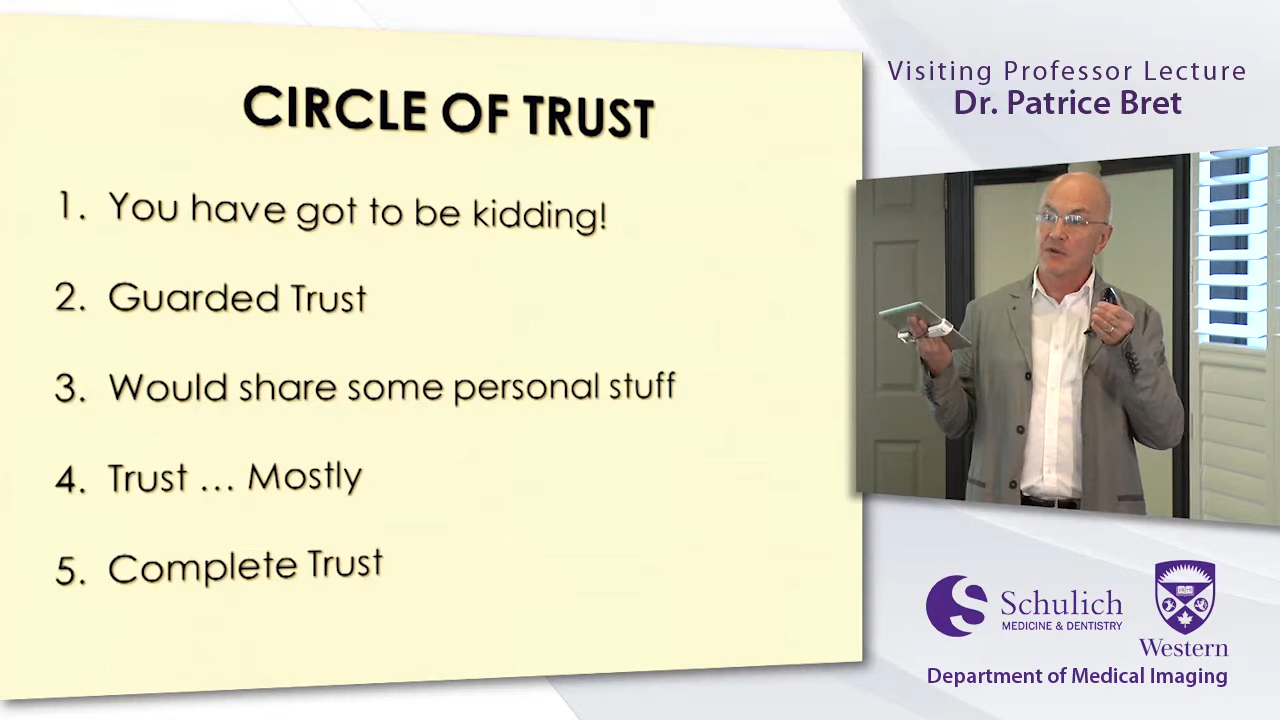 CIRCLE OF TRUST
1. You have got to be kidding!
2. Guarded Trust
3. Would share some personal stuff
4. Trust ... Mostly
5. Complete Trust
Visiting Professor Lecture
Dr. Patrice Bret
Schulich
MEDICINE & DENTISTRY
Western
Department of Medical Imaging